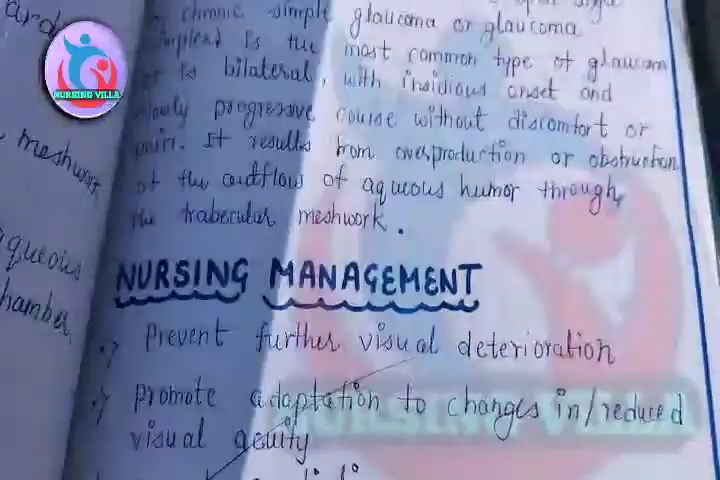 chronic simple glaucoma or glaucoma
is the most common type of glaucom
It is bilateral, with insidious onset and
slowly progressive course without discomfort or
pain. It results from overproduction or obstruction
of the outflow of aqueous humor through
the trabecular meshwork.
NURSING MANAGEMENT
Prevent further visual deterioration
Promote adaptation to changes in/reduced
visual acuity
meshwork
aqueous
chamber
NURSING VILLA
NURSING VILLA